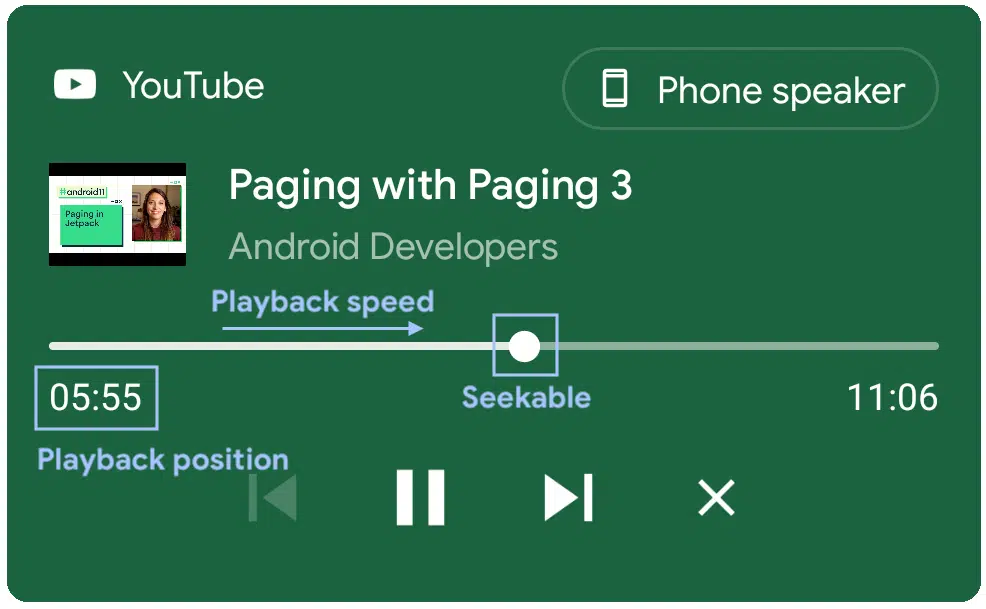 YouTube
Phone speaker
#android11
Paging in
Jetpack
Paging with Paging 3
Android Developers
Playback speed
05:55
Seekable
11:06
Playback position